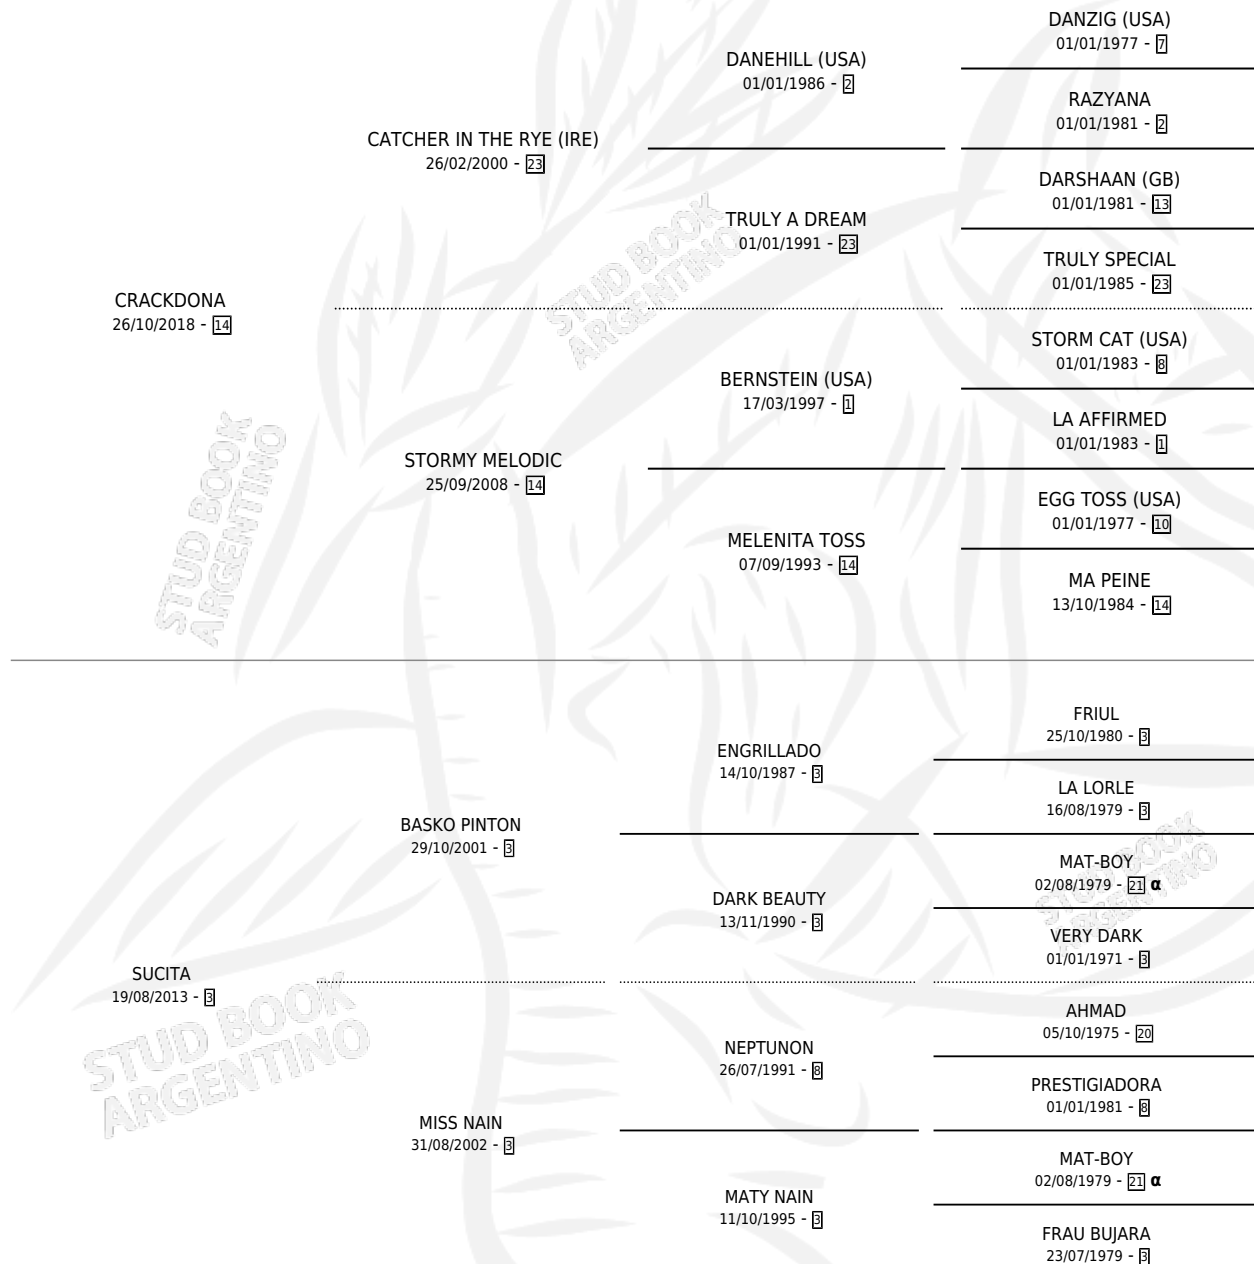 DANZIG (USA)
01/01/1977 - 7
DANEHILL (USA)
01/01/1986 - 2
RAZYANA
01/01/1981 - 2
CATCHER IN THE RYE (IRE)
26/02/2000 - 23
DARSHAAN (GB)
01/01/1981 - 13
TRULY A DREAM
01/01/1991 - 23
TRULY SPECIAL
01/01/1985 - 23
STUD BOOK
ARGENTINO
CRACKDONA
26/10/2018 - 14
STORM CAT (USA)
01/01/1983 - 8
BERNSTEIN (USA)
17/03/1997 - 1
LA AFFIRMED
01/01/1983 - 1
STORMY MELODIC
25/09/2008 - 14
EGG TOSS (USA)
01/01/1977 - 10
MELENITA TOSS
07/09/1993 - 14
MA PEINE
13/10/1984 - 14
STUD BOOK
ARGENTINO
FRIUL
25/10/1980 - 3
ENGRILLADO
14/10/1987 - 3
LA LORLE
16/08/1979 - 3
BASKO PINTON
29/10/2001 - 3
MAT-BOY
02/08/1979 - 21 α
DARK BEAUTY
13/11/1990 - 3
VERY DARK
01/01/1971 - 3
STUD BOOK
ARGENTINO
SUCITA
19/08/2013 - 3
AHMAD
05/10/1975 - 20
NEPTUNON
26/07/1991 - 8
PRESTIGIADORA
01/01/1981 - 8
MISS NAIN
31/08/2002 - 3
MAT-BOY
02/08/1979 - 21 α
MATY NAIN
11/10/1995 - 3
FRAU BUJARA
23/07/1979 - 3
STUD BOOK
ARGENTINO